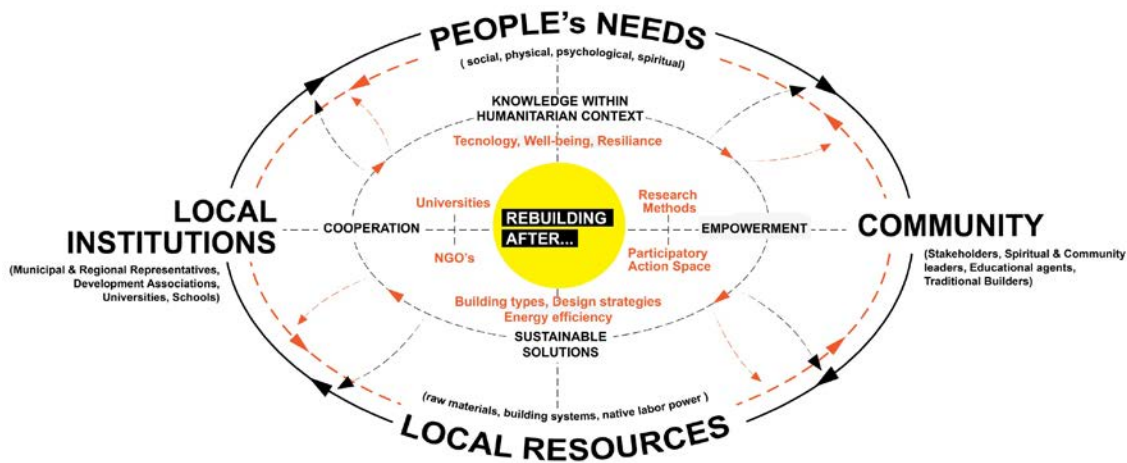 PEOPLE's NEEDS
( social, physical, psychological, spiritual)
KNOWLEDGE WITHIN
HUMANITARIAN CONTEXT
Tecnology, Well-being, Resiliance
LOCAL
INSTITUTIONS
(Municipal & Regional Representatives,
Development Associations,
Universities, Schools)
COOPERATION
Universities
NGO's
REBUILDING
AFTER...
Research
Methods
Participatory
Action Space
EMPOWERMENT
COMMUNITY
(Stakeholders, Spiritual & Community
leaders, Educational agents,
Traditional Builders)
Building types, Design strategies
Energy efficiency
SUSTAINABLE
SOLUTIONS
(raw materials, building systems, native labor power )
LOCAL RESOURCES